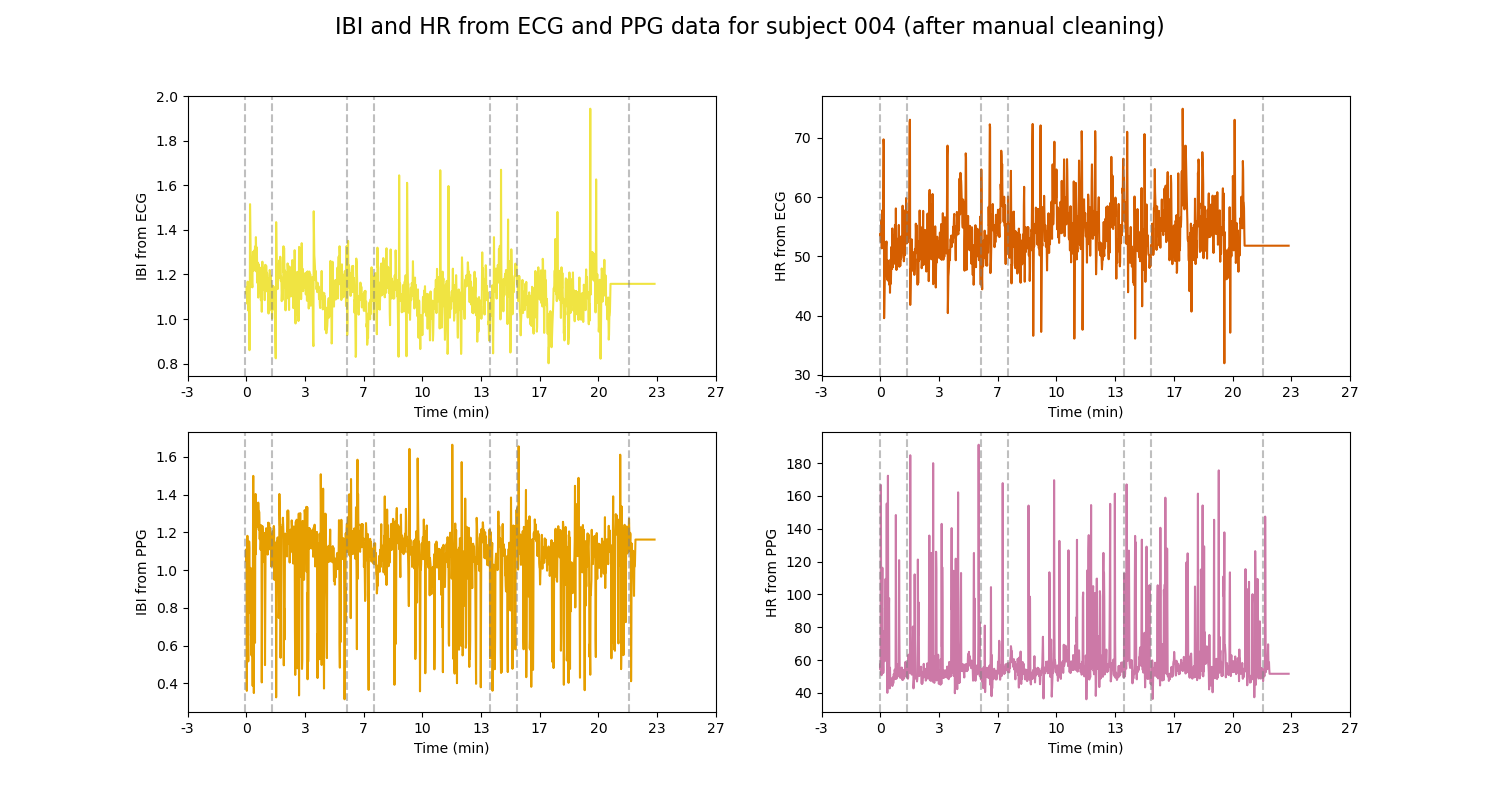 IBI and HR from ECG and PPG data for subject 004 (after manual cleaning)
2.0
1.8
1.6
1.4
1.2
1.0
0.8
IBI from ECG
-3 0 3 7 10 13 17 20 23 27
Time (min)
70
60
50
40
30
HR from ECG
-3 0 3 7 10 13 17 20 23 27
Time (min)
1.6
1.4
1.2
1.0
0.8
0.6
0.4
IBI from PPG
-3 0 3 7 10 13 17 20 23 27
Time (min)
180
160
140
120
100
80
60
40
HR from PPG
-3 0 3 7 10 13 17 20 23 27
Time (min)